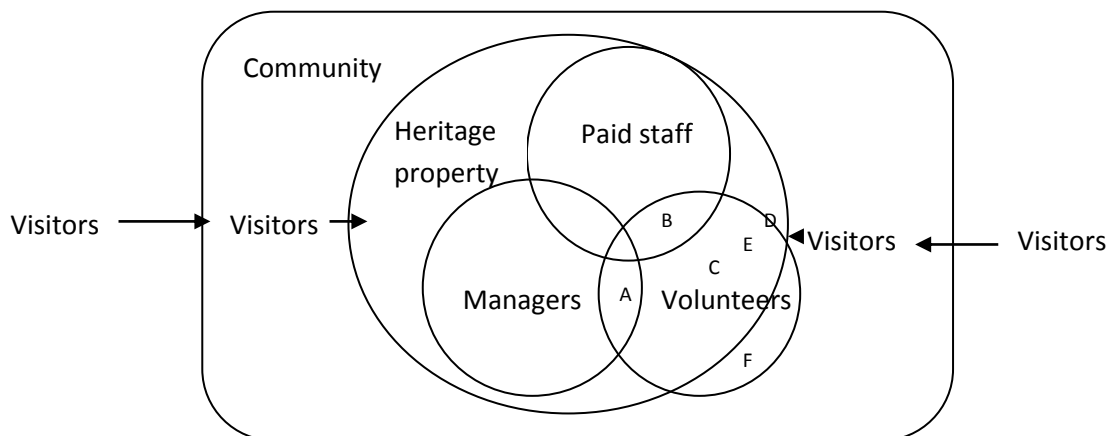 Community
Paid staff
Heritage
property
B
D
Visitors
Visitors
Visitors
Visitors
E
C
Managers
A
Volunteers
F